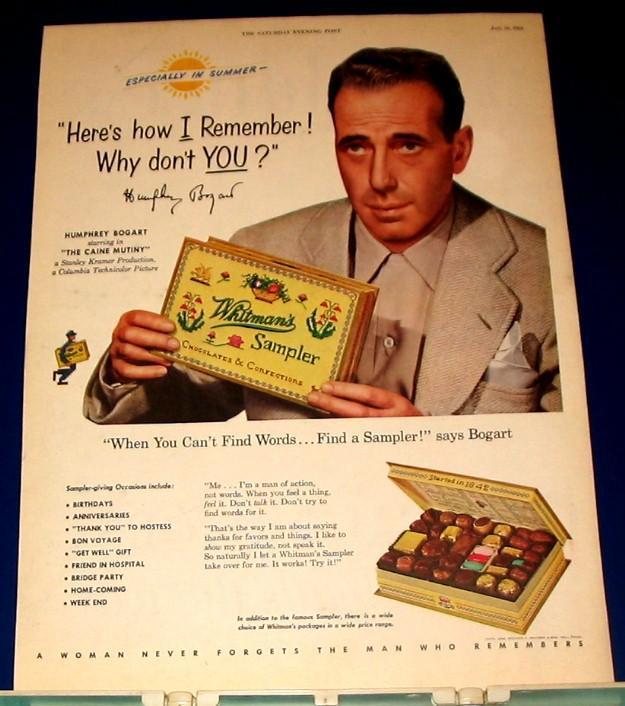 THE SATURDAY EVENING POST
ESPECIALLY IN SUMMER—
"Here's how I Remember!
Why don't YOU?"
Humphrey Bogart
HUMPHREY BOGART
starring in
"THE CAINE MUTINY"
a Stanley Kramer Production,
a Columbia Technicolor Picture
Whitman's
Sampler
CHOCOLATES & CONFECTIONS
"When You Can't Find Words...Find a Sampler!" says Bogart
Started in 1842
Sampler-giving Occasions include:
• BIRTHDAYS
• ANNIVERSARIES
• "THANK YOU" TO HOSTESS
• BON VOYAGE
• "GET WELL" GIFT
• FRIEND IN HOSPITAL
• BRIDGE PARTY
• HOME-COMING
• WEEK END
"Me . . . I'm a man of action,
not words. When you feel a thing,
feel it. Don't talk it. Don't try to
find words for it.
"That's the way I am about saying
thanks for favors and things. I like to
show my gratitude, not speak it.
So naturally I let a Whitman's Sampler
take over for me. It works! Try it!"
In addition to the famous Sampler, there is a wide
choice of Whitman's packages in a wide price range.
A WOMAN NEVER FORGETS THE MAN WHO REMEMBERS